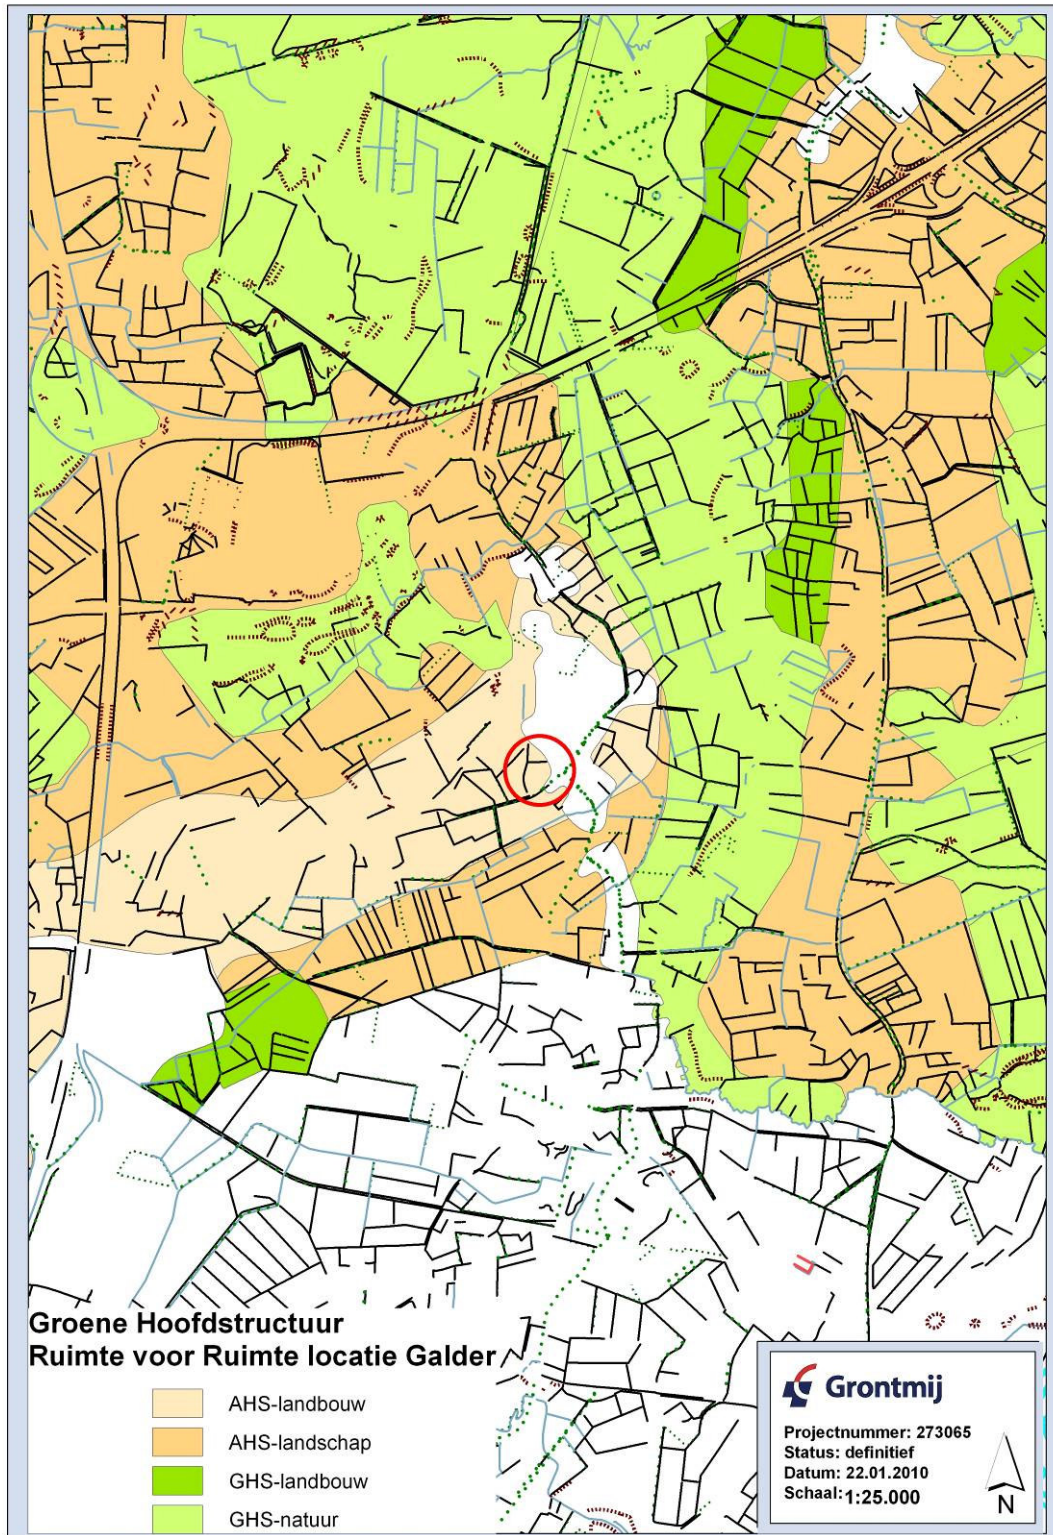 Groene Hoofdstructuur
Ruimte voor Ruimte locatie Galder
AHS-landbouw
AHS-landschap
GHS-landbouw
GHS-natuur
Grontmij
Projectnummer: 273065
Status: definitief
Datum: 22.01.2010
Schaal: 1:25.000
N